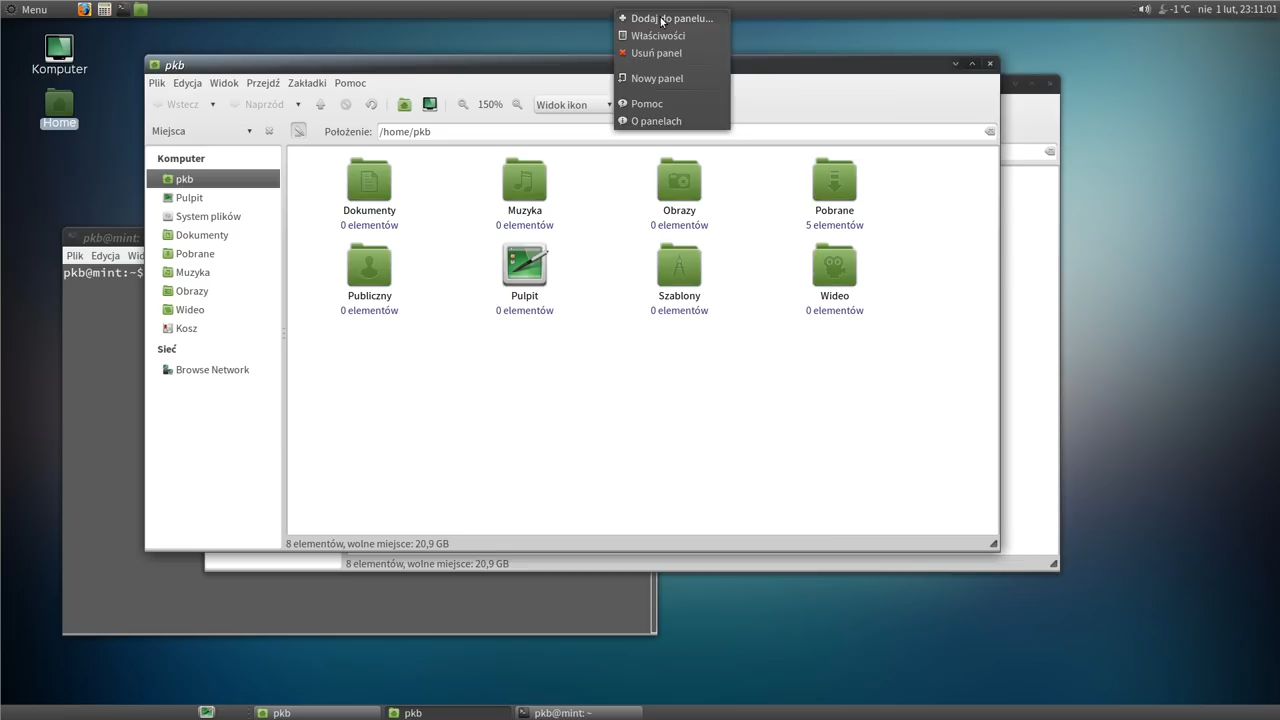 Menu
-1 °C nie 1 lut, 23:11:01
Dodaj do panelu...
Właściwości
Usuń panel
Nowy panel
Pomoc
O panelach
Komputer
Home
pkb
Plik Edycja Widok Przejdź Zakładki Pomoc
Wstecz Naprzód 150% Widok ikon
Miejsca Położenie: /home/pkb
Komputer
pkb
Pulpit
System plików
Dokumenty
Pobrane
Muzyka
Obrazy
Wideo
Kosz
Sieć
Browse Network
Dokumenty Muzyka Obrazy Pobrane
0 elementów 0 elementów 0 elementów 5 elementów
Publiczny Pulpit Szablony Wideo
0 elementów 0 elementów 0 elementów 0 elementów
8 elementów, wolne miejsce: 20,9 GB
8 elementów, wolne miejsce: 20,9 GB
pkb@mint:
Plik Edycja Wid
pkb@mint:~$
pkb pkb pkb@mint: ~